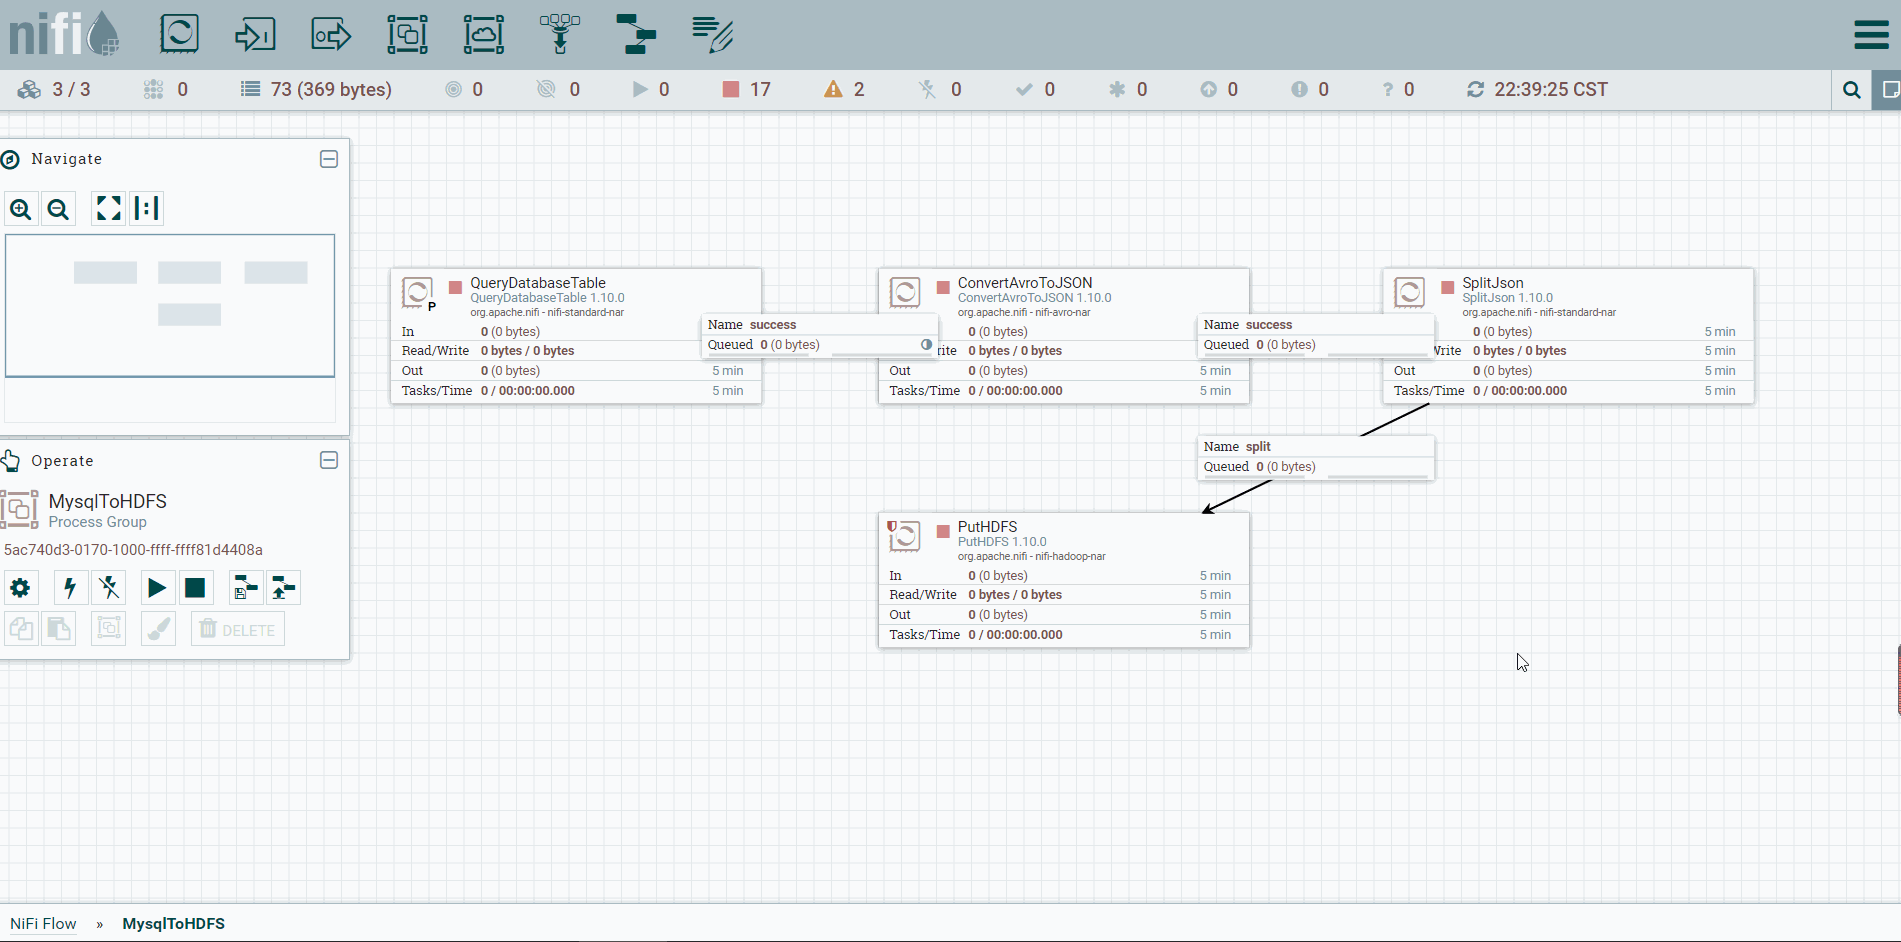 nifi
3 / 3 0 73 (369 bytes) 0 0 0 17 2 0 0 0 0 0 ? 0 22:39:25 CST
Navigate
Operate
MysqlToHDFS
Process Group
5ac740d3-0170-1000-ffff-ffff81d4408a
DELETE
QueryDatabaseTable
QueryDatabaseTable 1.10.0
org.apache.nifi - nifi-standard-nar
In 0 (0 bytes)
Read/Write 0 bytes / 0 bytes
Out 0 (0 bytes) 5 min
Tasks/Time 0 / 00:00:00.000 5 min
P
Name success
Queued 0 (0 bytes)
ConvertAvroToJSON
ConvertAvroToJSON 1.10.0
org.apache.nifi - nifi-avro-nar
0 (0 bytes)
ite 0 bytes / 0 bytes
Out 0 (0 bytes) 5 min
Tasks/Time 0 / 00:00:00.000 5 min
Name success
Queued 0 (0 bytes)
SplitJson
SplitJson 1.10.0
org.apache.nifi - nifi-standard-nar
0 (0 bytes) 5 min
Write 0 bytes / 0 bytes 5 min
Out 0 (0 bytes) 5 min
Tasks/Time 0 / 00:00:00.000 5 min
Name split
Queued 0 (0 bytes)
PutHDFS
PutHDFS 1.10.0
org.apache.nifi - nifi-hadoop-nar
In 0 (0 bytes) 5 min
Read/Write 0 bytes / 0 bytes 5 min
Out 0 (0 bytes) 5 min
Tasks/Time 0 / 00:00:00.000 5 min
NiFi Flow » MysqlToHDFS